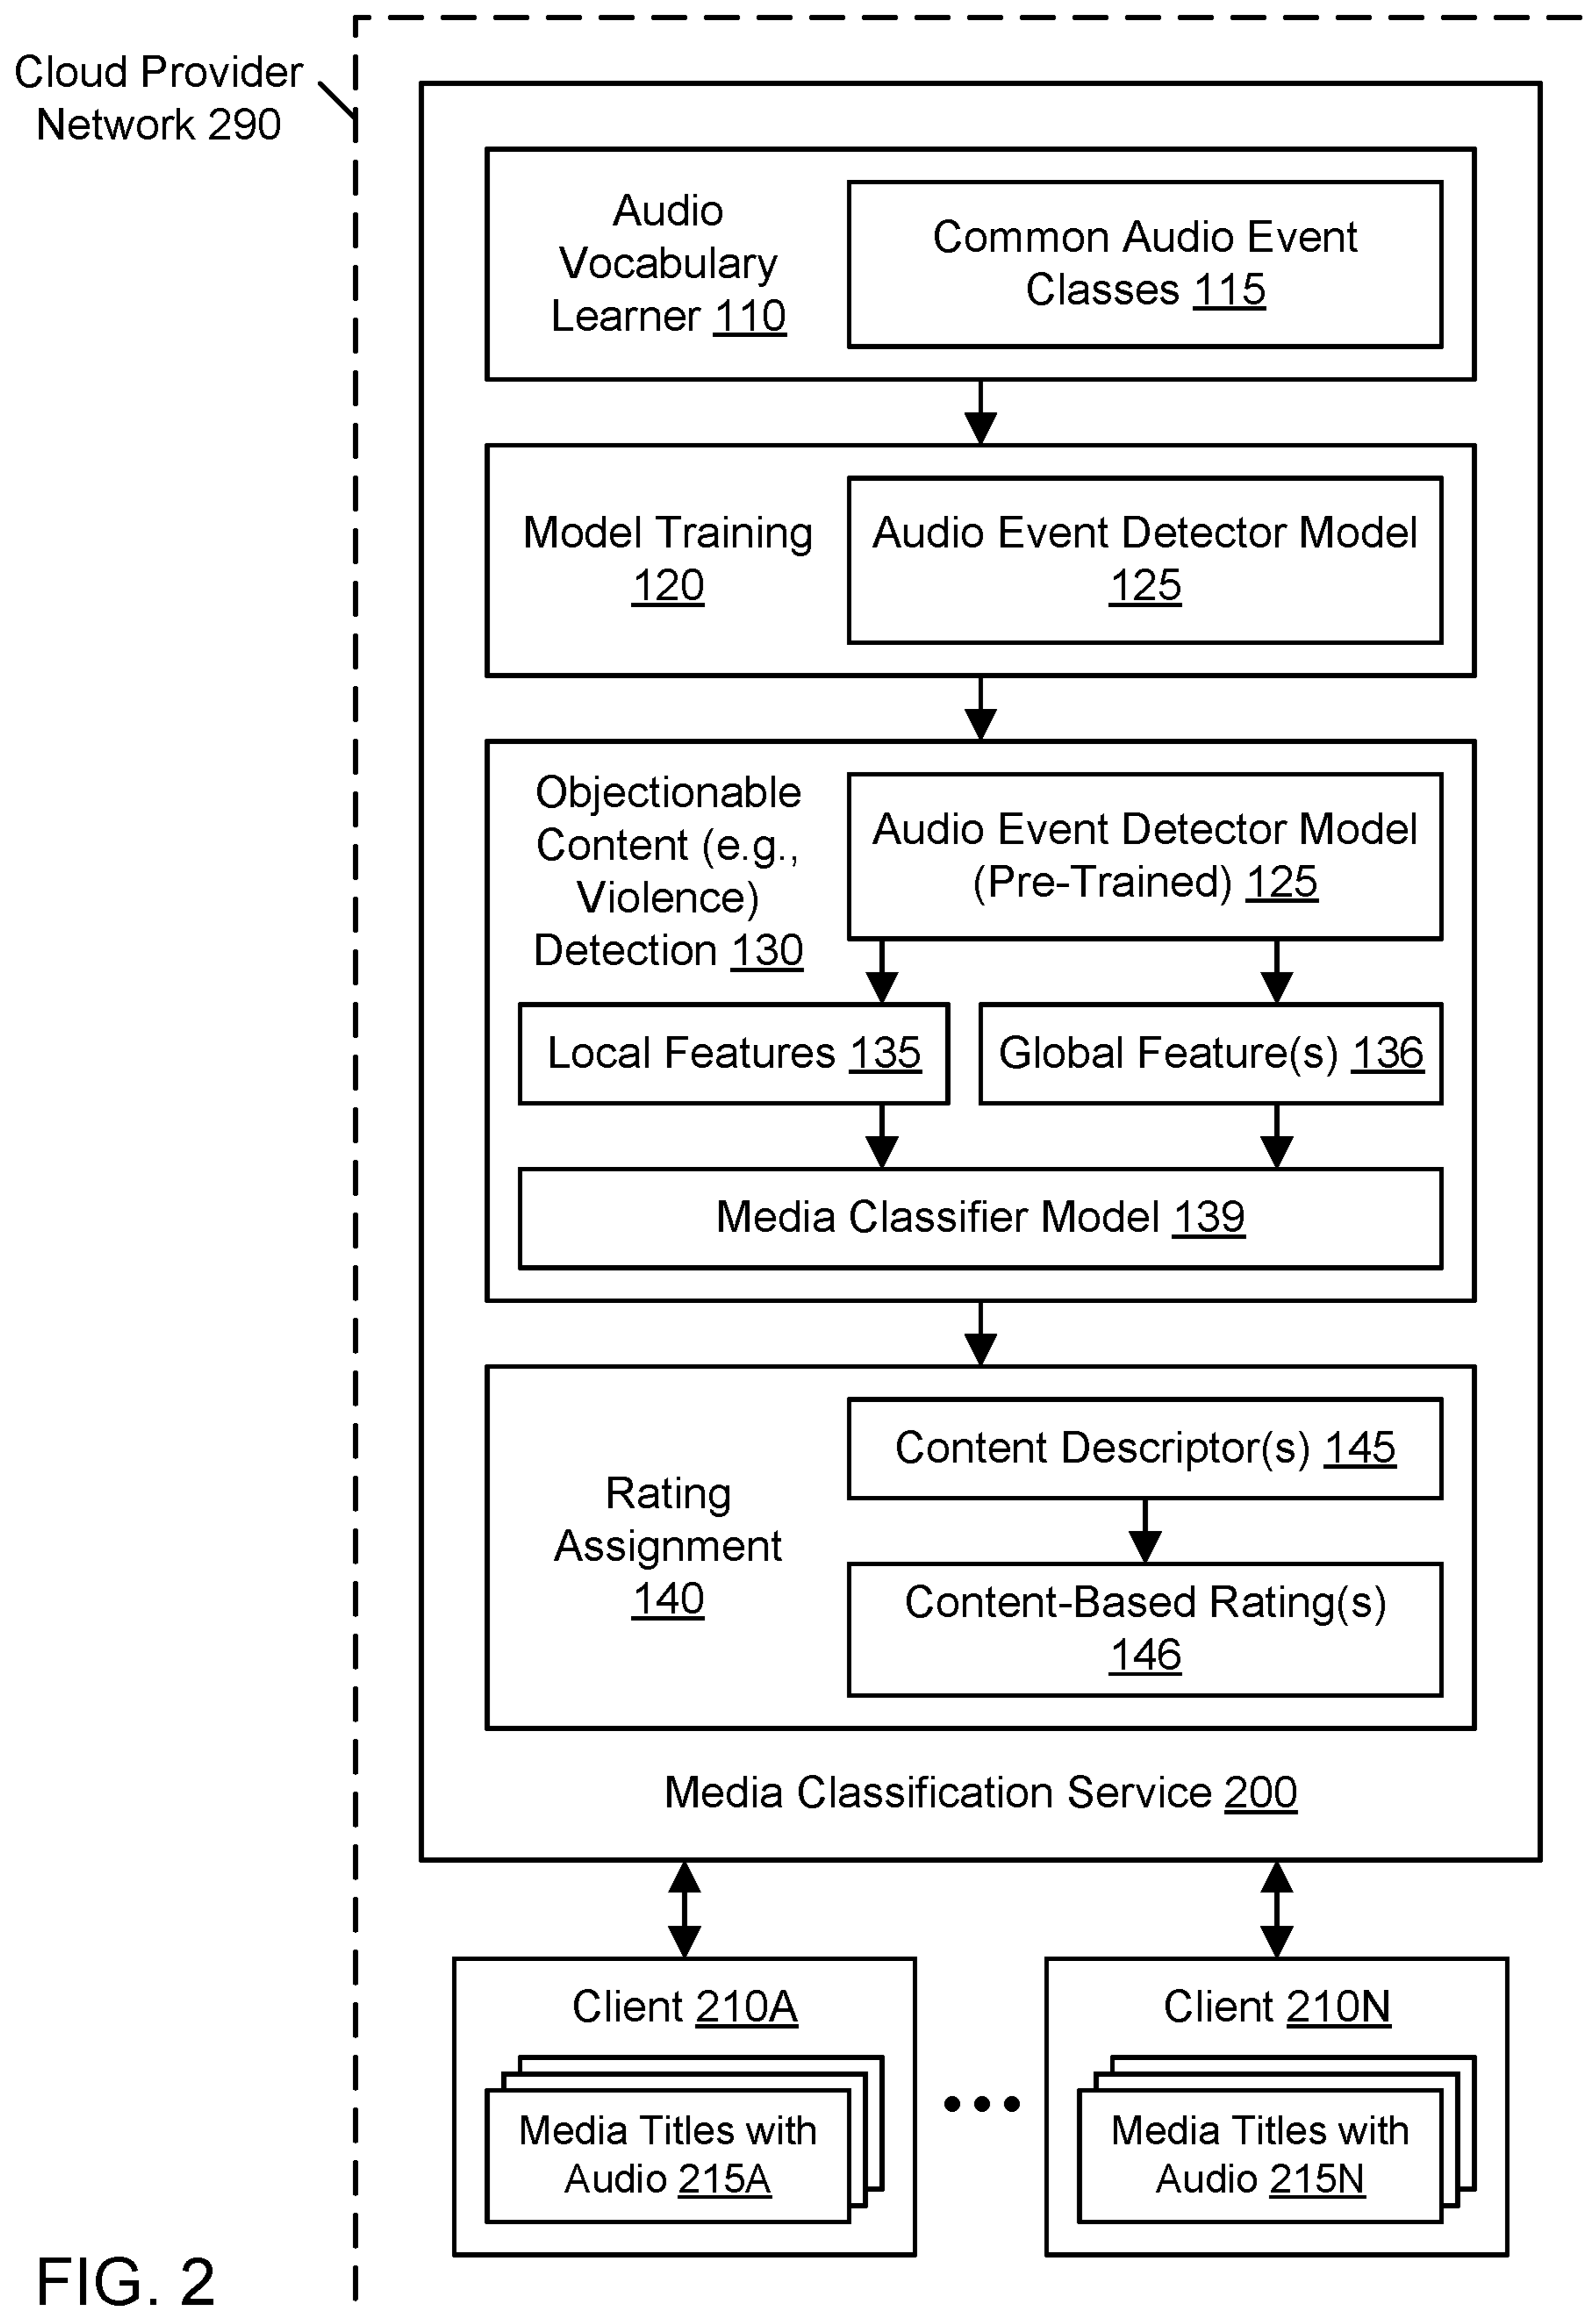 Cloud Provider
Network 290
Audio
Vocabulary
Learner 110
Common Audio Event
Classes 115
Model Training
120
Audio Event Detector Model
125
Objectionable
Content (e.g.,
Violence)
Detection 130
Audio Event Detector Model
(Pre-Trained) 125
Local Features 135
Global Feature(s) 136
Media Classifier Model 139
Rating
Assignment
140
Content Descriptor(s) 145
Content-Based Rating(s)
146
Media Classification Service 200
Client 210A
Media Titles with
Audio 215A
Client 210N
Media Titles with
Audio 215N
FIG. 2